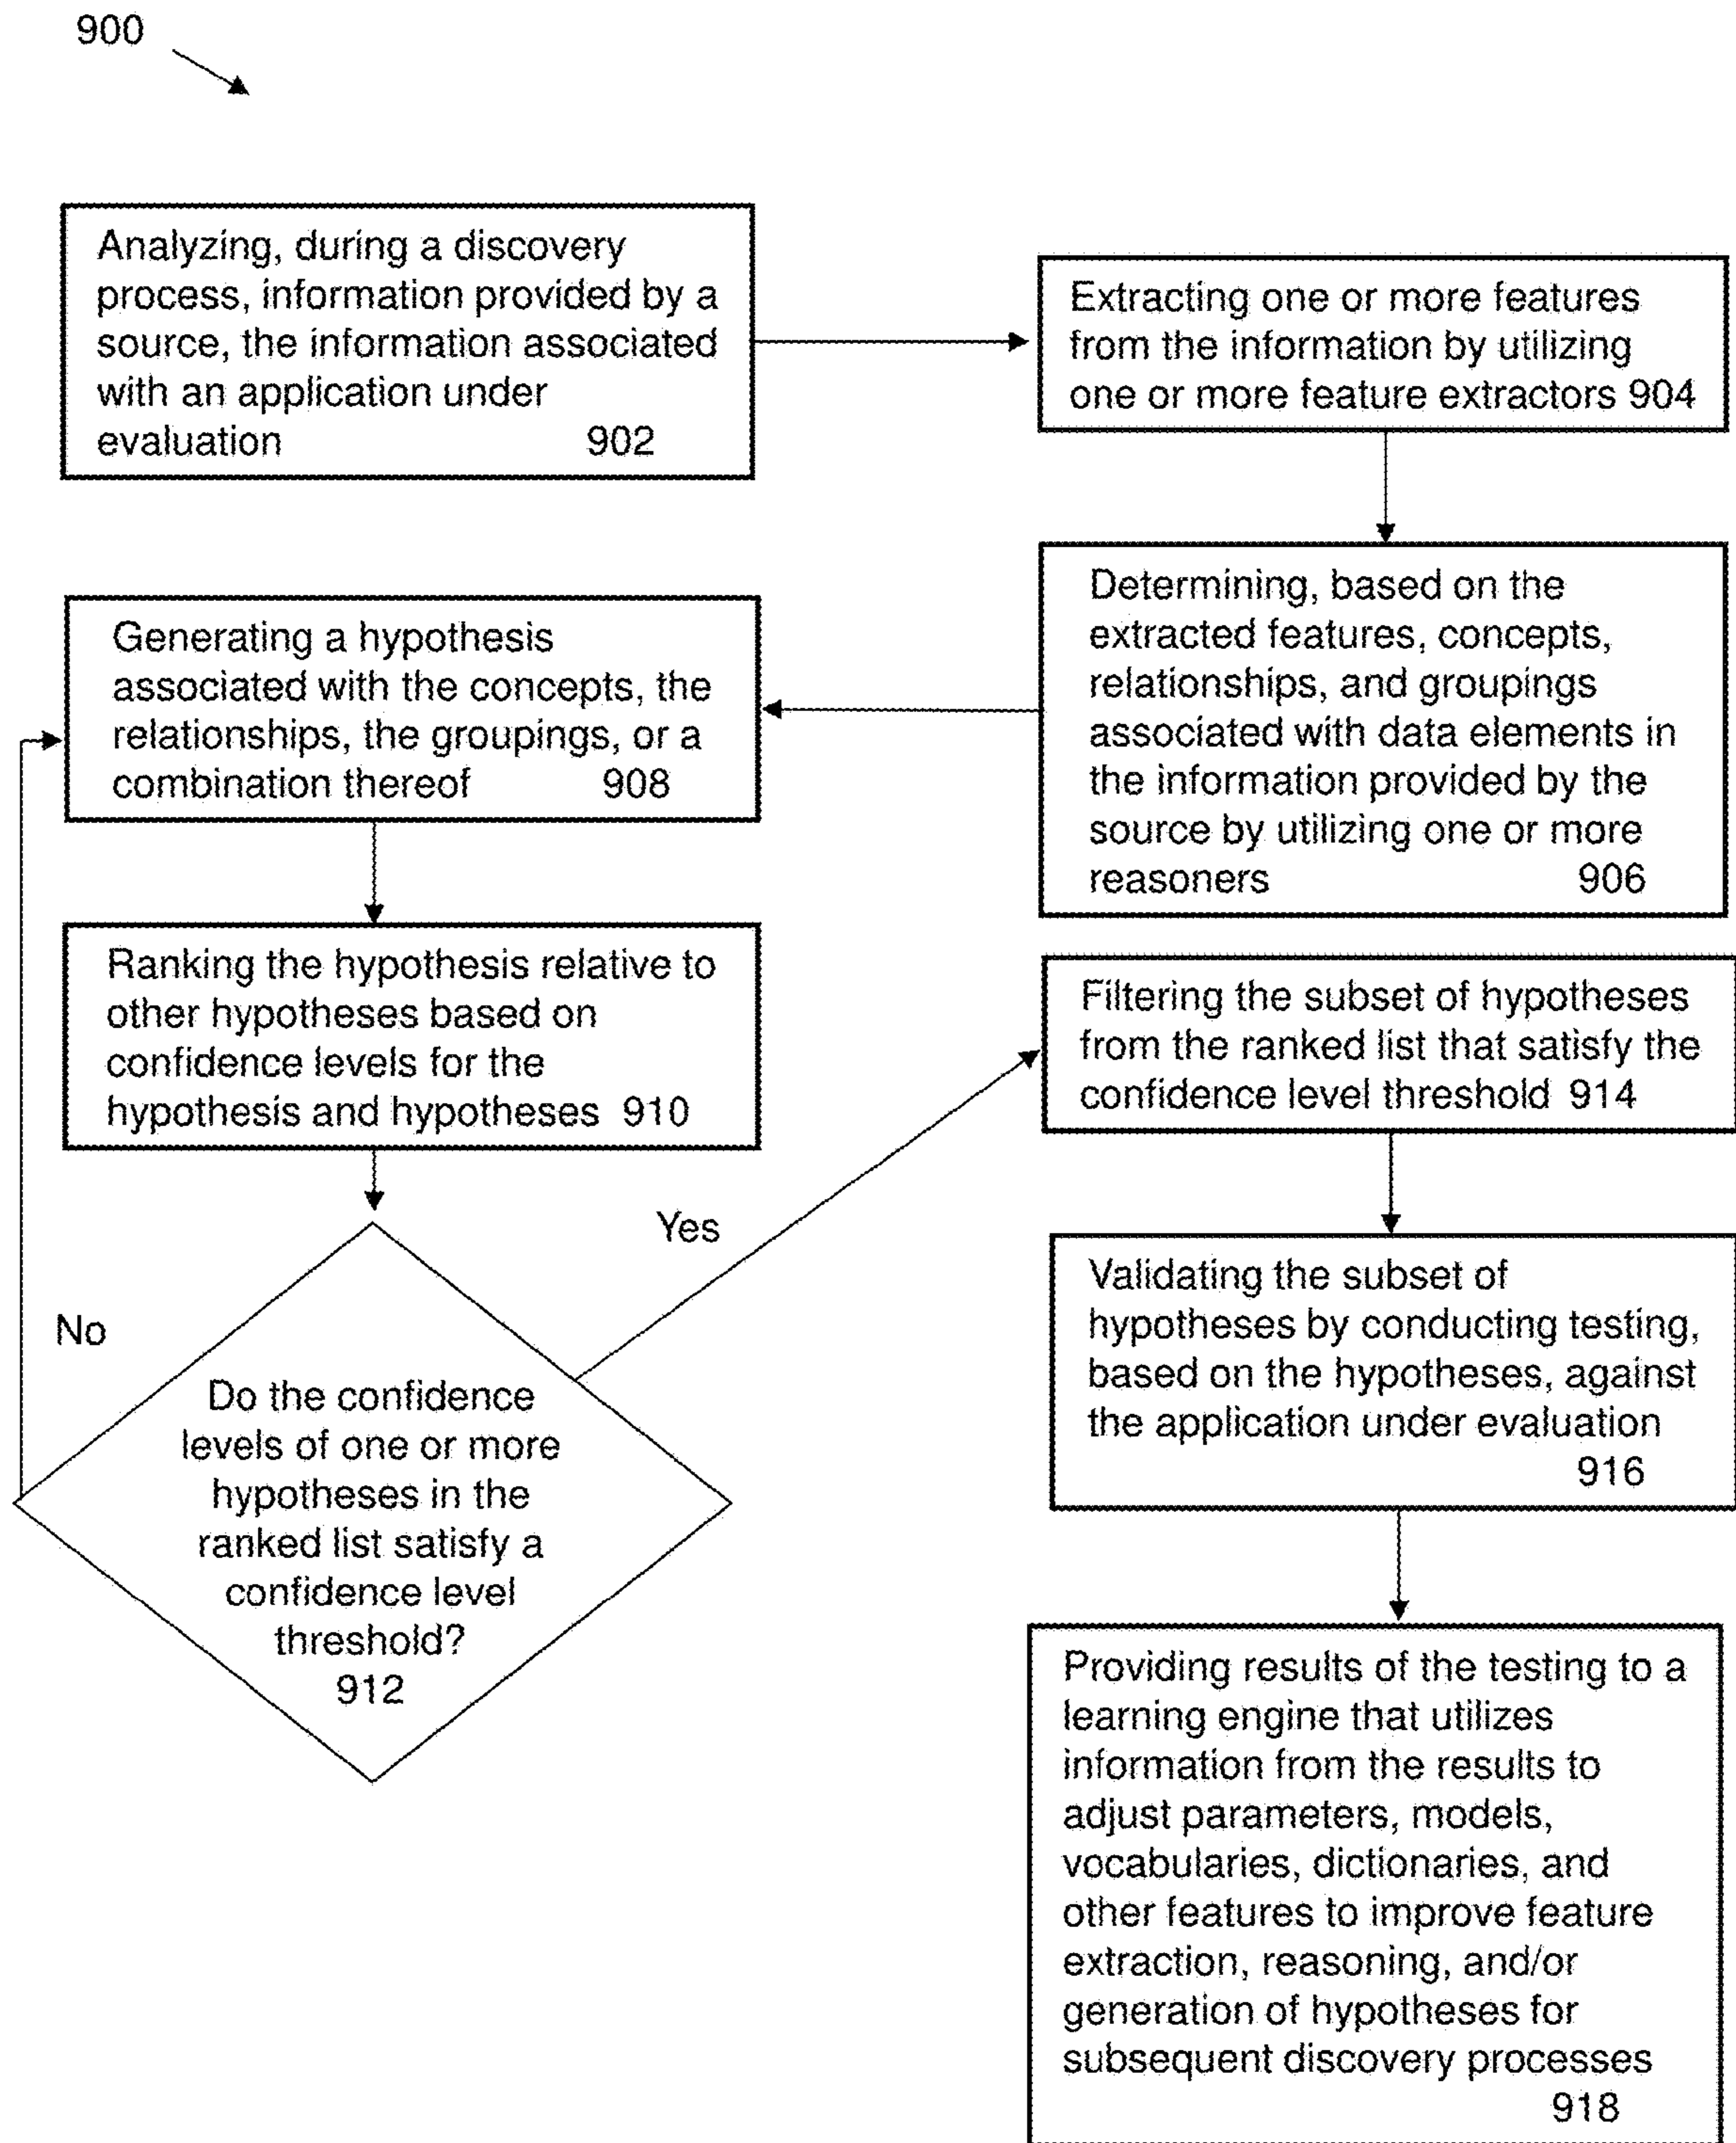 900
Analyzing, during a discovery
process, information provided by a
source, the information associated
with an application under
evaluation 902
Extracting one or more features
from the information by utilizing
one or more feature extractors 904
Determining, based on the
extracted features, concepts,
relationships, and groupings
associated with data elements in
the information provided by the
source by utilizing one or more
reasoners 906
Generating a hypothesis
associated with the concepts, the
relationships, the groupings, or a
combination thereof 908
Ranking the hypothesis relative to
other hypotheses based on
confidence levels for the
hypothesis and hypotheses 910
No
Yes
Do the confidence
levels of one or more
hypotheses in the
ranked list satisfy a
confidence level
threshold?
912
Filtering the subset of hypotheses
from the ranked list that satisfy the
confidence level threshold 914
Validating the subset of
hypotheses by conducting testing,
based on the hypotheses, against
the application under evaluation
916
Providing results of the testing to a
learning engine that utilizes
information from the results to
adjust parameters, models,
vocabularies, dictionaries, and
other features to improve feature
extraction, reasoning, and/or
generation of hypotheses for
subsequent discovery processes
918